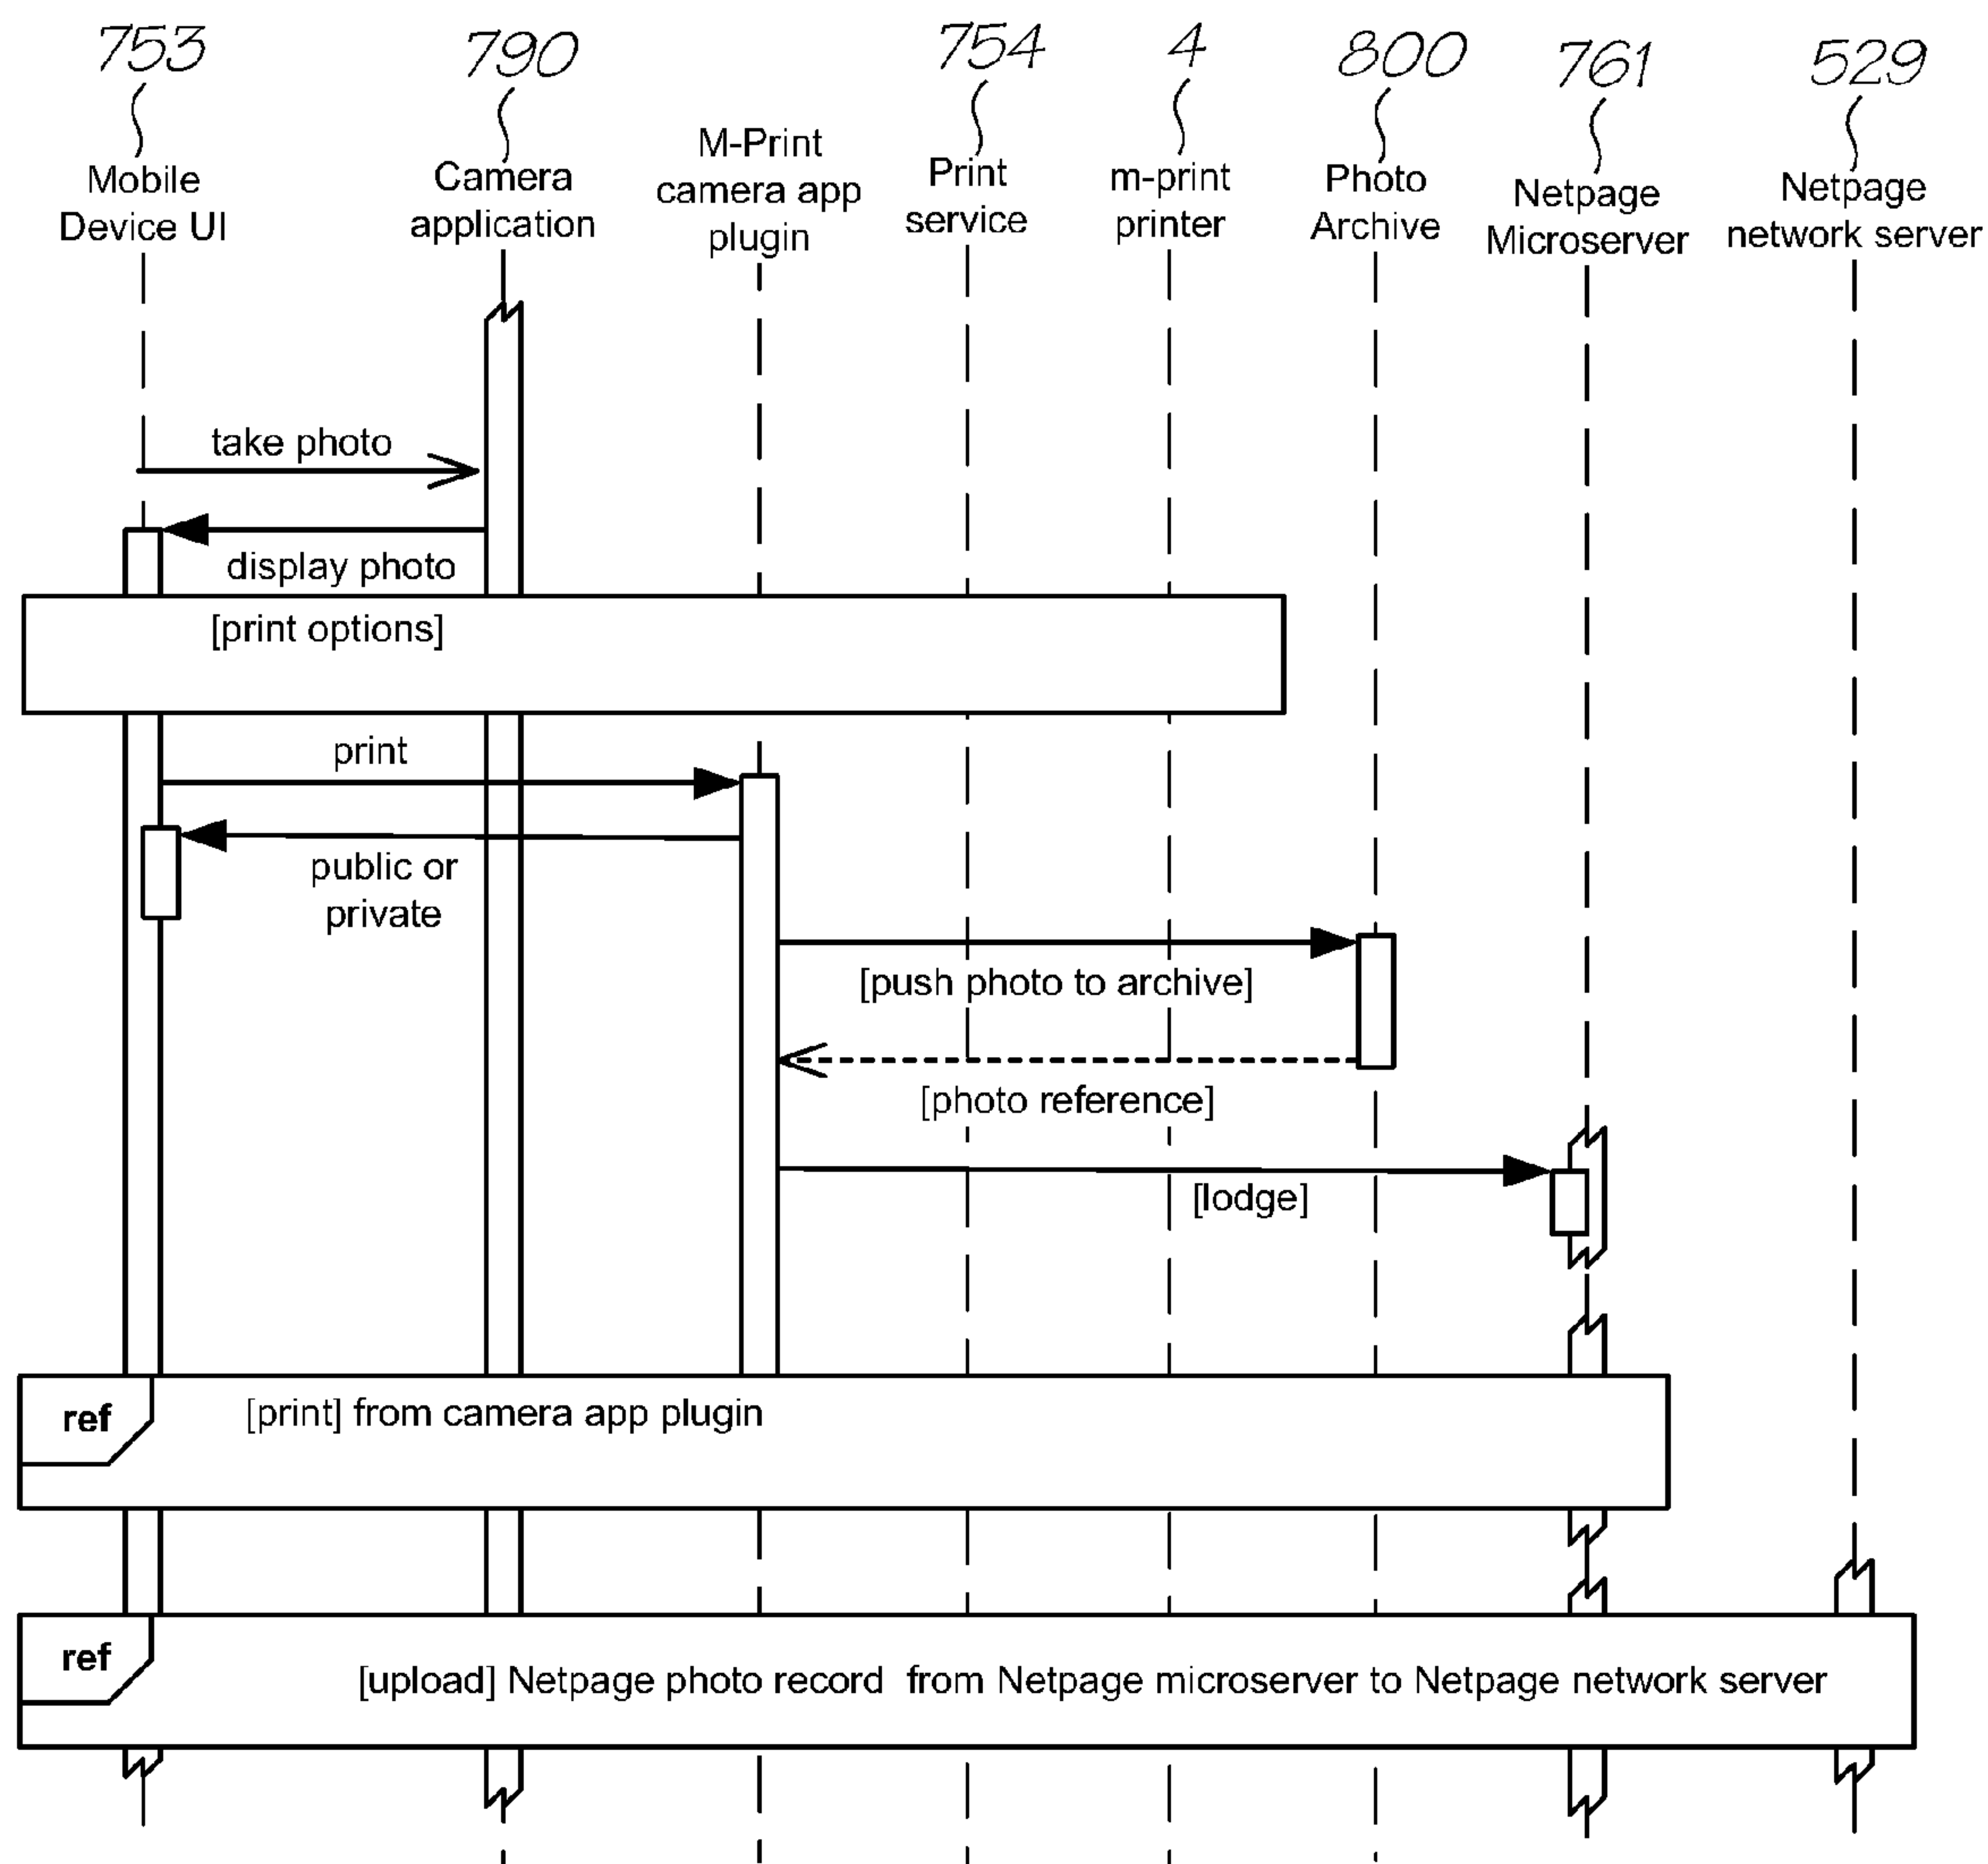 753
790
754
4
800
761
529
Mobile
Device UI
Camera
application
M-Print
camera app
plugin
Print
service
m-print
printer
Photo
Archive
Netpage
Microserver
Netpage
network server
take photo
display photo
[print options]
print
public or
private
[push photo to archive]
[photo reference]
[lodge]
ref
[print] from camera app plugin
ref
[upload] Netpage photo record from Netpage microserver to Netpage network server